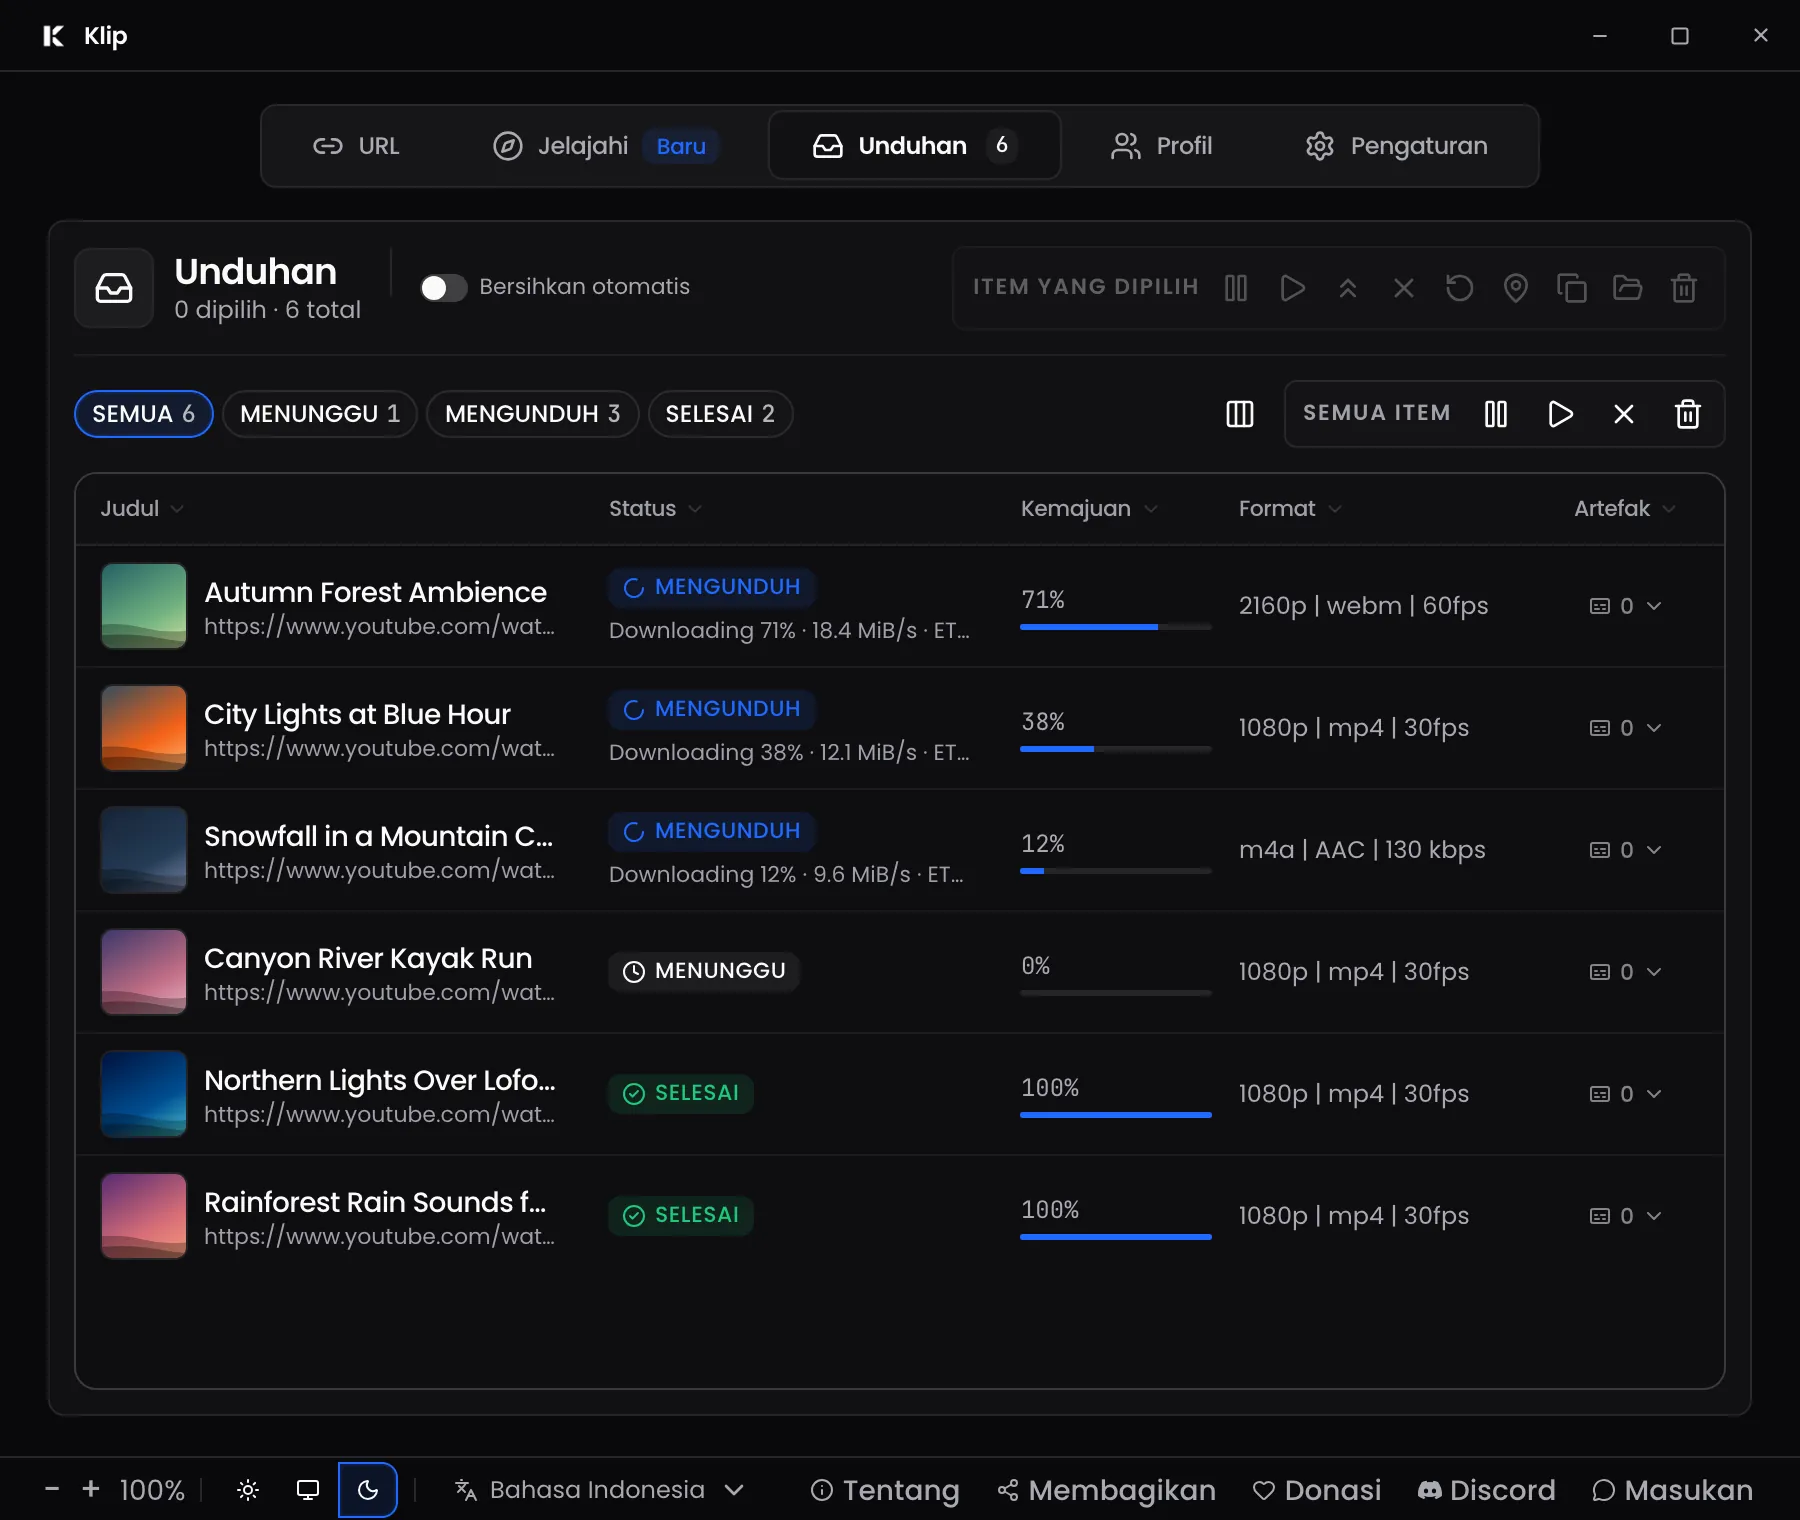 Klip
URL
Jelajahi Baru
Unduhan 6
Profil
Pengaturan
Unduhan
0 dipilih · 6 total
Bersihkan otomatis
ITEM YANG DIPILIH
SEMUA 6
MENUNGGU 1
MENGUNDUH 3
SELESAI 2
SEMUA ITEM
Judul Status Kemajuan Format Artefak
Autumn Forest Ambience
https://www.youtube.com/wat...
MENGUNDUH
Downloading 71% · 18.4 MiB/s · ET...
71%
2160p | webm | 60fps
0
City Lights at Blue Hour
https://www.youtube.com/wat...
MENGUNDUH
Downloading 38% · 12.1 MiB/s · ET...
38%
1080p | mp4 | 30fps
0
Snowfall in a Mountain C...
https://www.youtube.com/wat...
MENGUNDUH
Downloading 12% · 9.6 MiB/s · ET...
12%
m4a | AAC | 130 kbps
0
Canyon River Kayak Run
https://www.youtube.com/wat...
MENUNGGU
0%
1080p | mp4 | 30fps
0
Northern Lights Over Lofo...
https://www.youtube.com/wat...
SELESAI
100%
1080p | mp4 | 30fps
0
Rainforest Rain Sounds f...
https://www.youtube.com/wat...
SELESAI
100%
1080p | mp4 | 30fps
0
100%
Bahasa Indonesia
Tentang
Membagikan
Donasi
Discord
Masukan